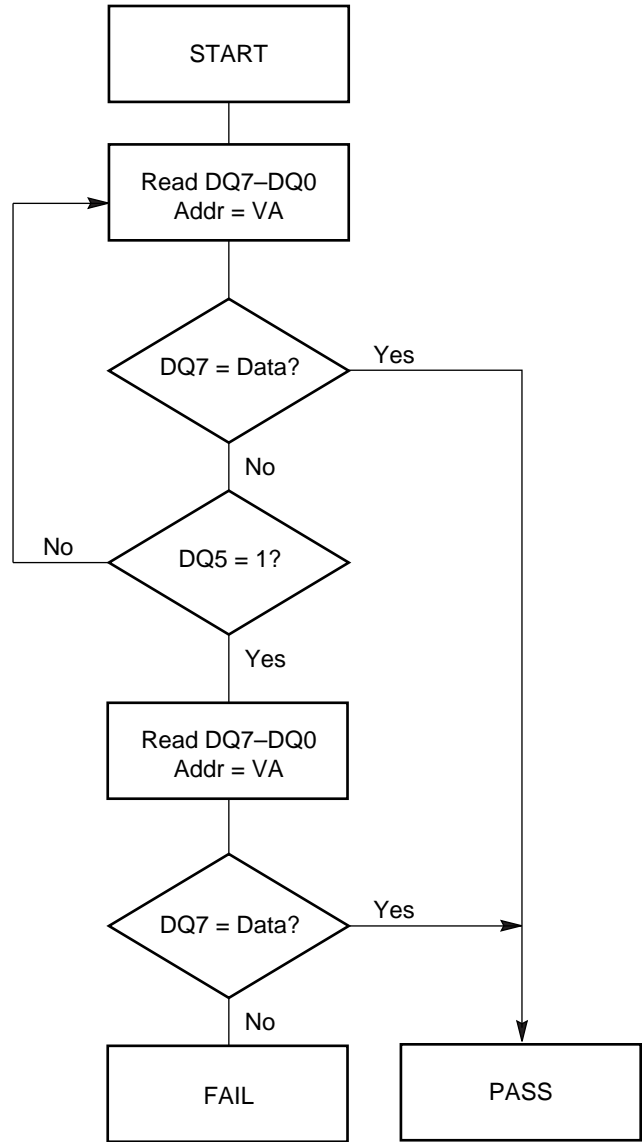 START
Read DQ7–DQ0
Addr = VA
DQ7 = Data?
Yes
No
No
DQ5 = 1?
Yes
Read DQ7–DQ0
Addr = VA
DQ7 = Data?
Yes
No
FAIL
PASS